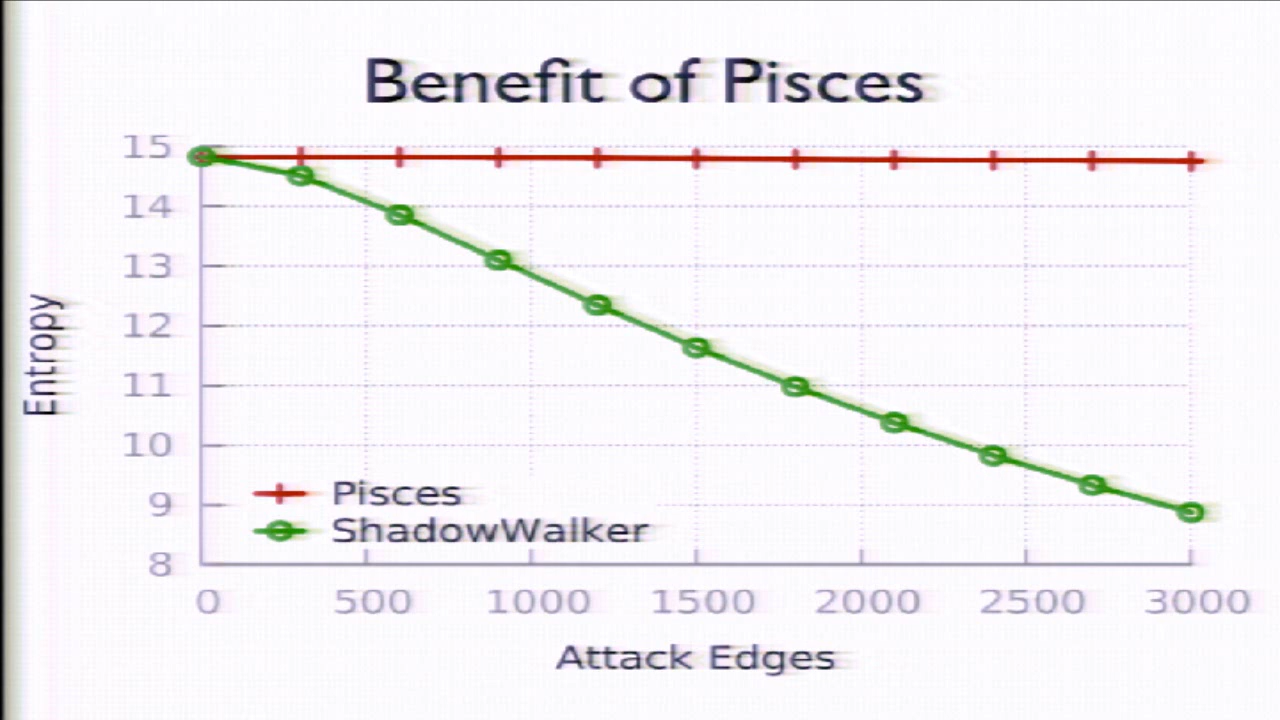 Benefit of Pisces
15
14
13
12
11
10
9
8
Entropy
Pisces
ShadowWalker
0 500 1000 1500 2000 2500 3000
Attack Edges